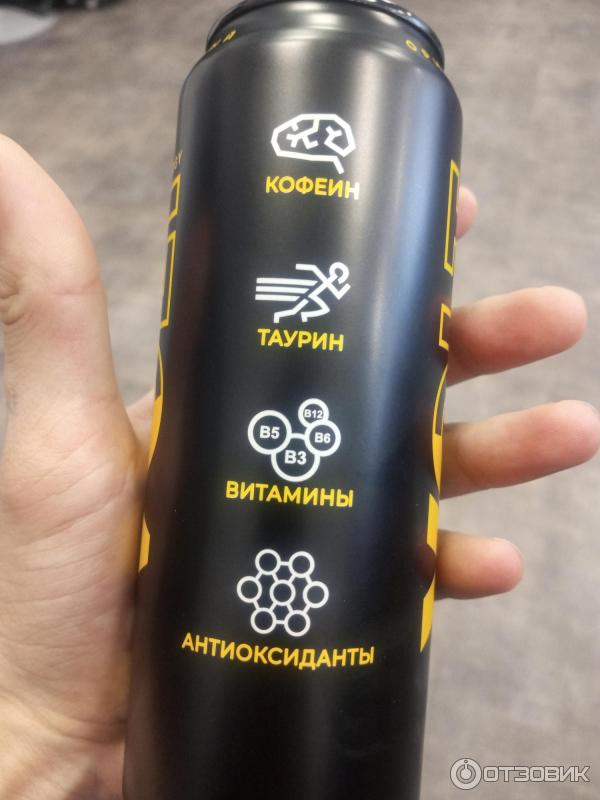 КОФЕИН
ТАУРИН
B12
B5
B6
B3
ВИТАМИНЫ
АНТИОКСИДАНТЫ
ОТЗОВИК